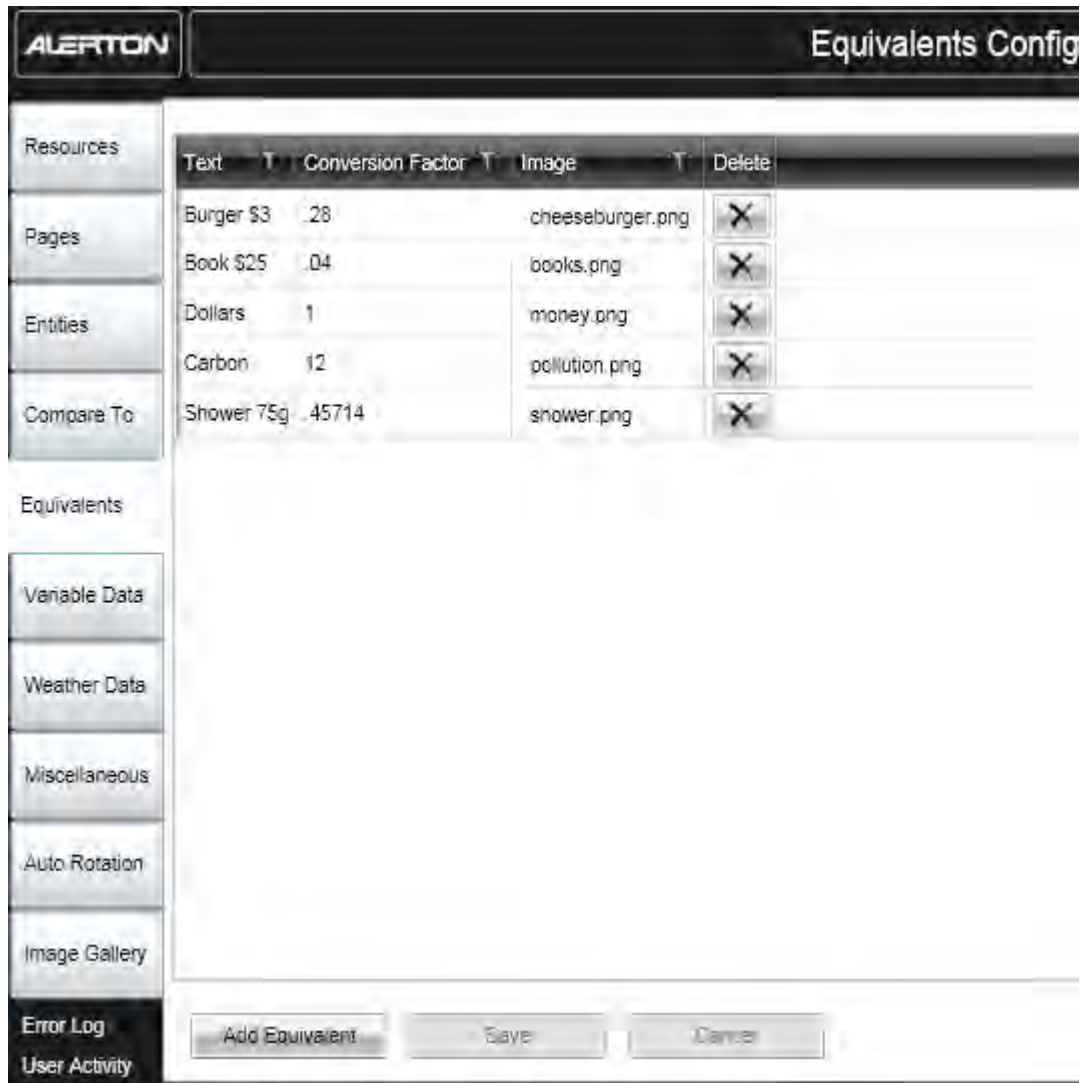 ALERTON
Equivalents Config
Resources
Pages
Entities
Compare To
Equivalents
Variable Data
Weather Data
Miscellaneous
Auto Rotation
Image Gallery
Error Log
User Activity
Text Conversion Factor Image Delete
Burger $3 .28 cheeseburger.png
Book $25 .04 books.png
Dollars 1 money.png
Carbon 12 pollution.png
Shower 75g .45714 shower.png
Add Equivalent Save Cancel